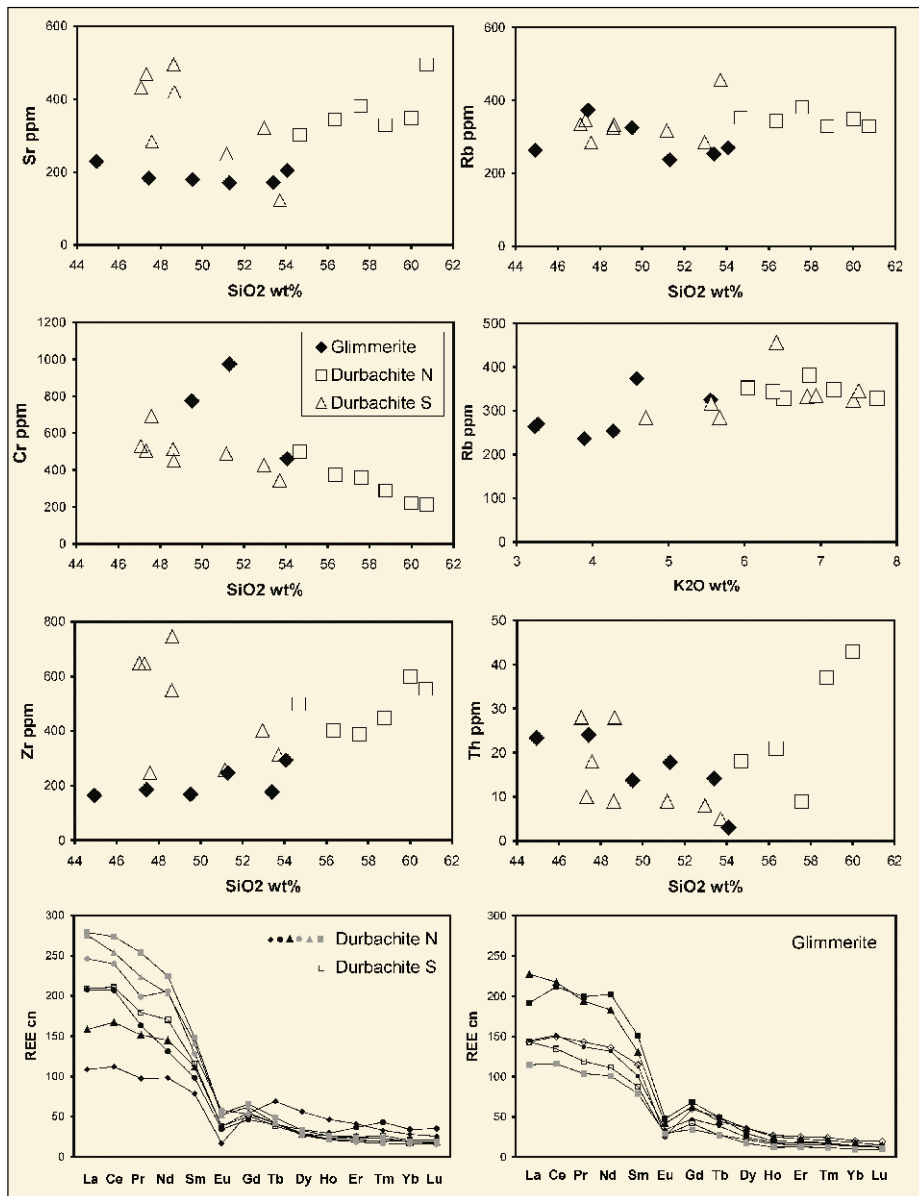 600
400
200
0
Sr ppm
44 46 48 50 52 54 56 58 60 62
SiO2 wt%
600
400
200
0
Rb ppm
44 46 48 50 52 54 56 58 60 62
SiO2 wt%
1200
1000
800
600
400
200
0
Cr ppm
Glimmerite
Durbachite N
Durbachite S
44 46 48 50 52 54 56 58 60 62
SiO2 wt%
500
400
300
200
100
0
Rb ppm
3 4 5 6 7 8
K2O wt%
800
600
400
200
0
Zr ppm
44 46 48 50 52 54 56 58 60 62
SiO2 wt%
50
40
30
20
10
0
Th ppm
44 46 48 50 52 54 56 58 60 62
SiO2 wt%
300
250
200
150
100
50
0
REE cn
Durbachite N
Durbachite S
La Ce Pr Nd Sm Eu Gd Tb Dy Ho Er Tm Yb Lu
300
250
200
150
100
50
0
REE cn
Glimmerite
La Ce Pr Nd Sm Eu Gd Tb Dy Ho Er Tm Yb Lu